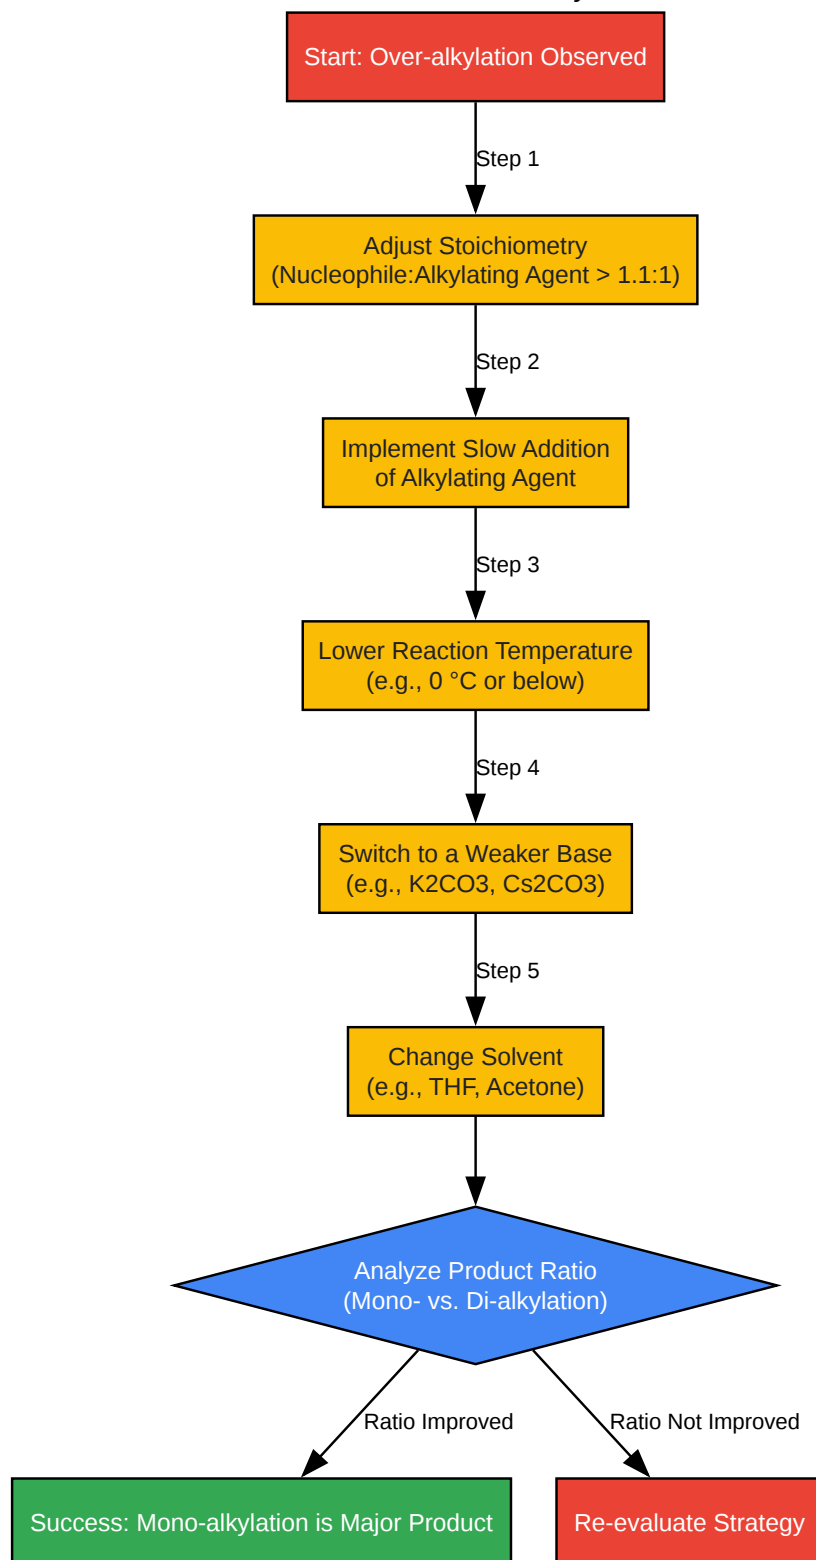 Start: Over-alkylation Observed
Step 1
Adjust Stoichiometry
(Nucleophile:Alkylating Agent > 1.1:1)
Step 2
Implement Slow Addition
of Alkylating Agent
Step 3
Lower Reaction Temperature
(e.g., 0 °C or below)
Step 4
Switch to a Weaker Base
(e.g., K2CO3, Cs2CO3)
Step 5
Change Solvent
(e.g., THF, Acetone)
Analyze Product Ratio
(Mono- vs. Di-alkylation)
Ratio Improved
Ratio Not Improved
Success: Mono-alkylation is Major Product
Re-evaluate Strategy